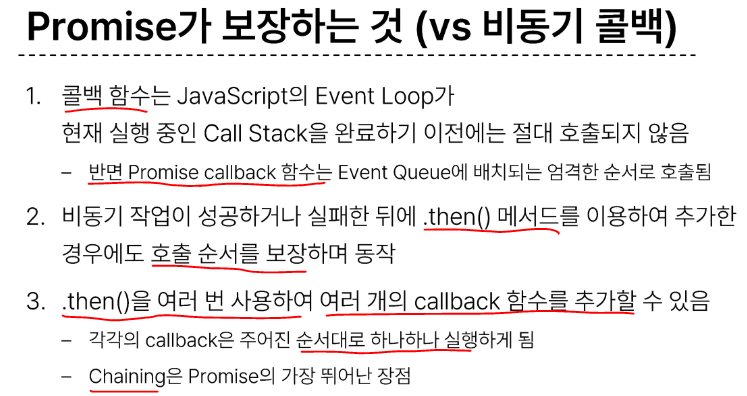 Promise가 보장하는 것 (vs 비동기 콜백)
1. 콜백 함수는 JavaScript의 Event Loop가
현재 실행 중인 Call Stack을 완료하기 이전에는 절대 호출되지 않음
– 반면 Promise callback 함수는 Event Queue에 배치되는 엄격한 순서로 호출됨
2. 비동기 작업이 성공하거나 실패한 뒤에 .then() 메서드를 이용하여 추가한
경우에도 호출 순서를 보장하며 동작
3. .then()을 여러 번 사용하여 여러 개의 callback 함수를 추가할 수 있음
– 각각의 callback은 주어진 순서대로 하나하나 실행하게 됨
– Chaining은 Promise의 가장 뛰어난 장점